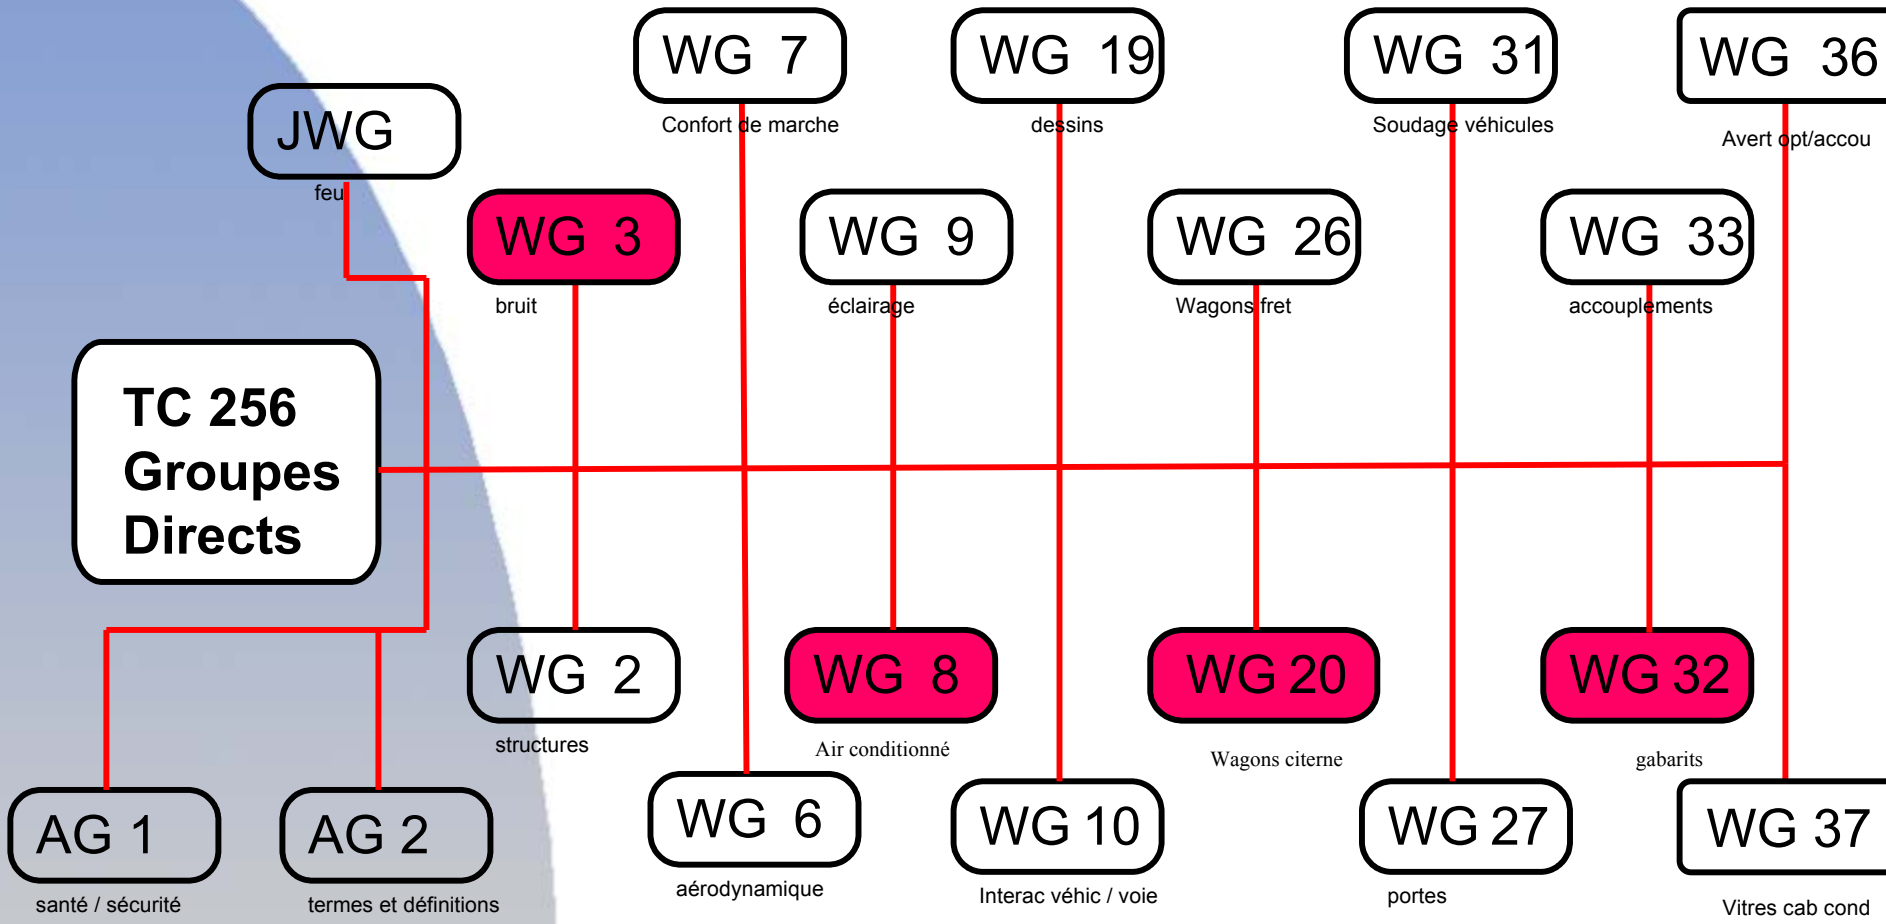 WG 7
WG 19
WG 31
WG 36
Confort de marche
dessins
Soudage véhicules
Avert opt/accou
JWG
feu
WG 3
WG 9
WG 26
WG 33
bruit
éclairage
Wagons fret
accouplements
TC 256
Groupes
Directs
WG 2
WG 8
WG 20
WG 32
structures
Air conditionné
Wagons citerne
gabarits
AG 1
AG 2
WG 6
WG 10
WG 27
WG 37
santé / sécurité
termes et définitions
aérodynamique
Interac véhic / voie
portes
Vitres cab cond